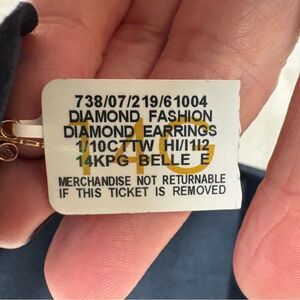 738/07/219/61004
DIAMOND FASHION
DIAMOND EARRINGS
1/10CTTW HI/I1I2
14KPG BELLE E
MERCHANDISE NOT RETURNABLE
IF THIS TICKET IS REMOVED